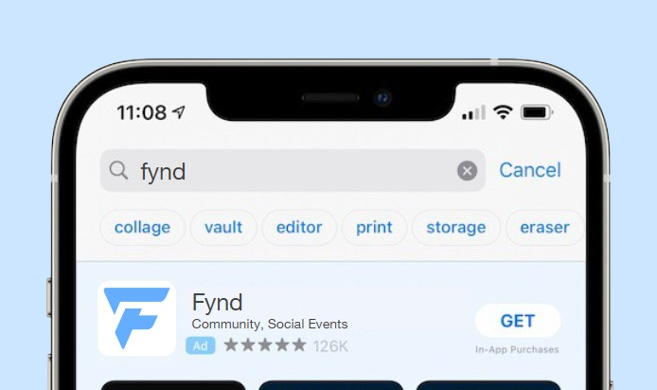 11:08
fynd Cancel
collage vault editor print storage eraser
Fynd
Community, Social Events
GET
Ad 126K
In-App Purchases